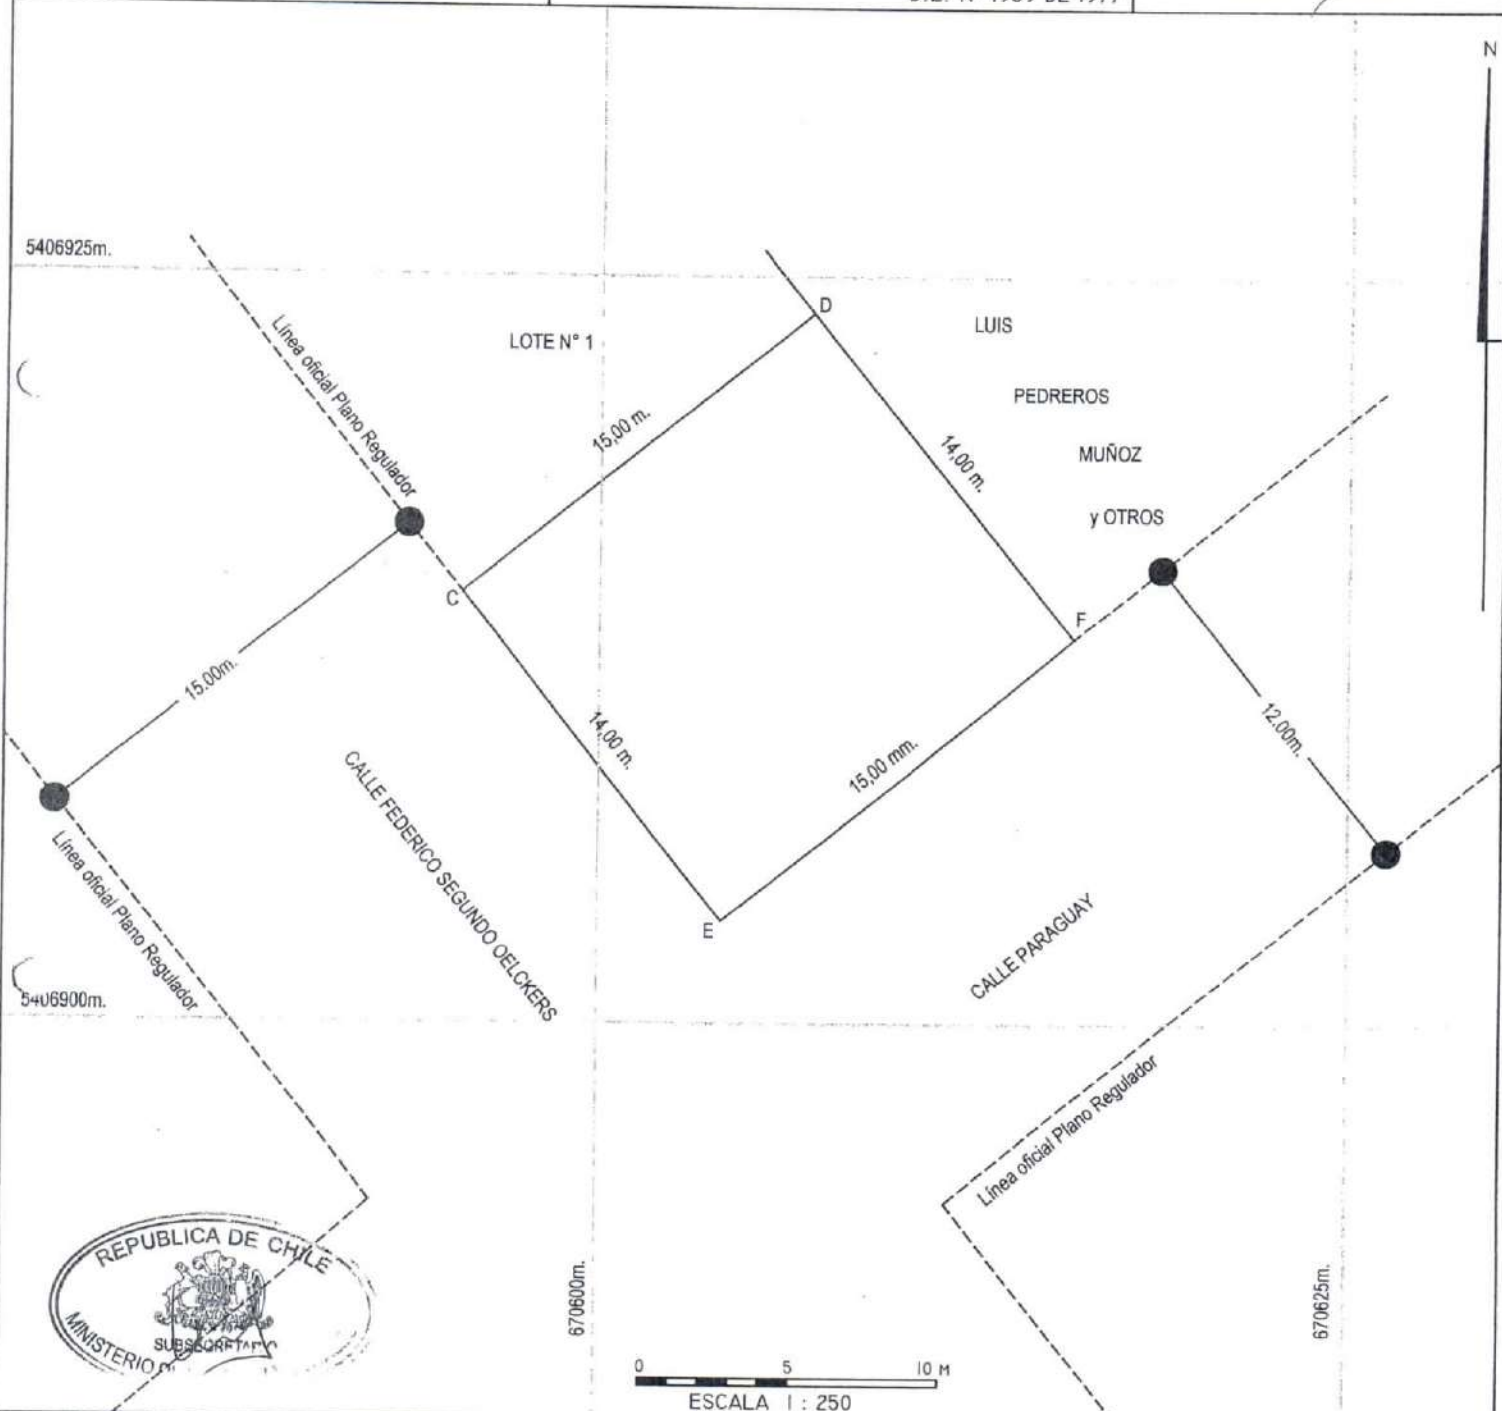 N
5406925m.
D
LUIS
Línea oficial Plano Regulador
LOTE N° 1
PEDREROS
15,00 m.
14,00 m.
MUÑOZ
y OTROS
C
F
15.00m.
14,00 m.
12.00m.
15,00 mm.
CALLE FEDERICO SEGUNDO OELCKERS
Línea oficial Plano Regulador
E
CALLE PARAGUAY
5406900m.
Línea oficial Plano Regulador
REPUBLICA DE CHILE
MINISTERIO
670600m.
670625m.
0 5 10 M
ESCALA 1 : 250